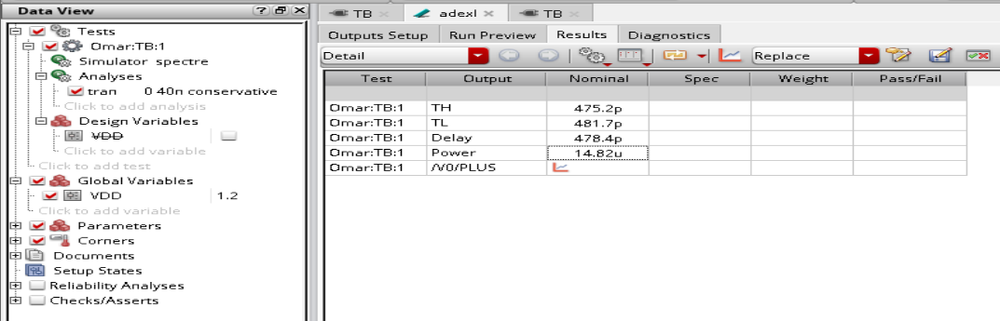 Data View
Tests
Omar:TB:1
Simulator spectre
Analyses
tran 0 40n conservative
Click to add analysis
Design Variables
VDD
Click to add variable
Click to add test
Global Variables
VDD 1.2
Click to add variable
Parameters
Corners
Documents
Setup States
Reliability Analyses
Checks/Asserts
TB adexl TB
Outputs Setup Run Preview Results Diagnostics
Detail Replace
Test Output Nominal Spec Weight Pass/Fail
Omar:TB:1 TH 475.2p
Omar:TB:1 TL 481.7p
Omar:TB:1 Delay 478.4p
Omar:TB:1 Power 14.82u
Omar:TB:1 /V0/PLUS